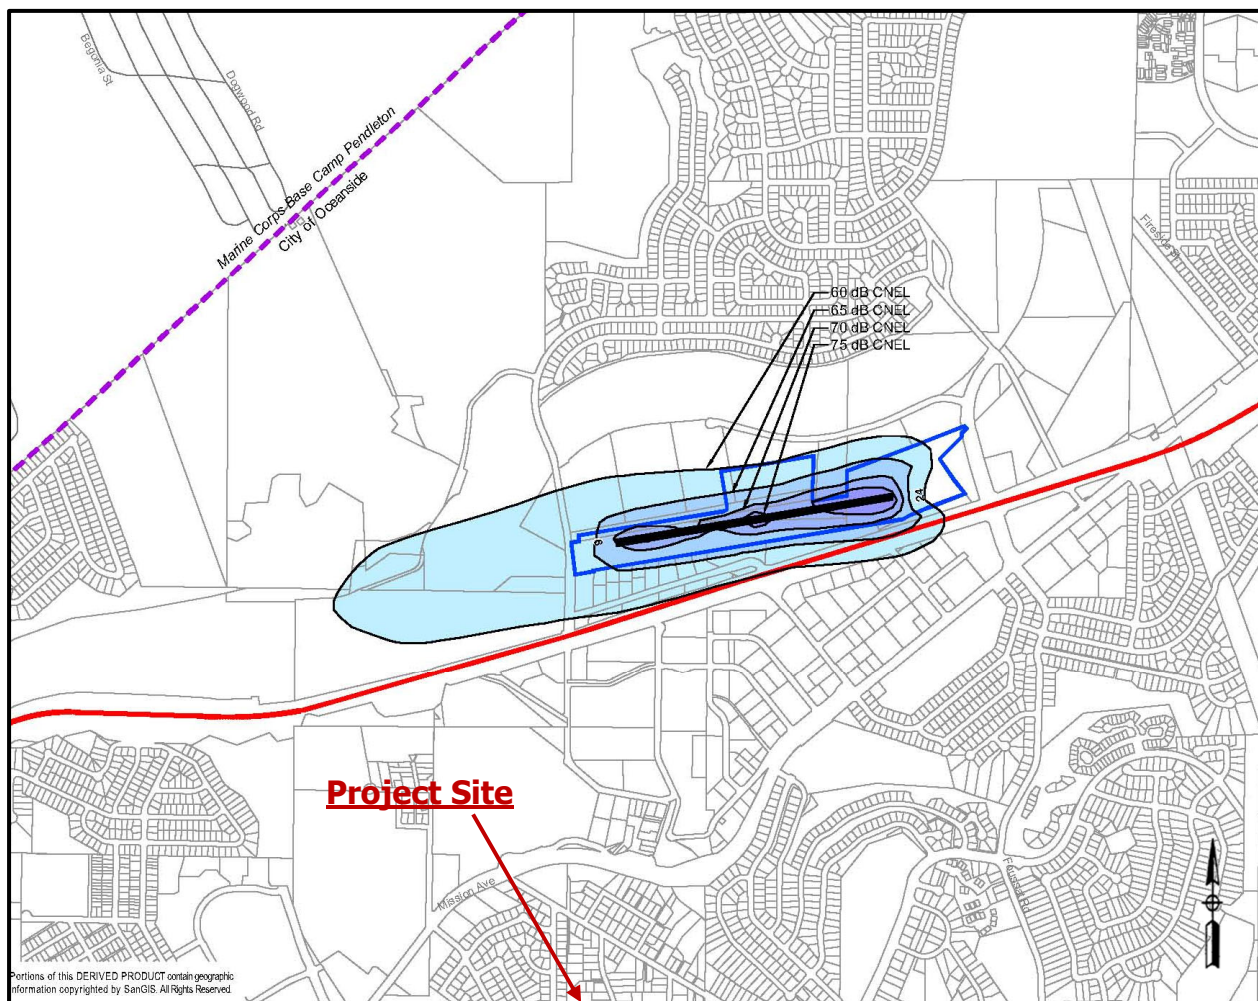 Begonia St
Dogwood Rd
Marine Corps Base Camp Pendleton
City of Oceanside
Fireside St
60 dB CNEL
65 dB CNEL
70 dB CNEL
75 dB CNEL
24
6
Project Site
Mission Ave
Fousset Rd
Portions of this DERIVED PRODUCT contain geographic
information copyrighted by SanGIS. All Rights Reserved.